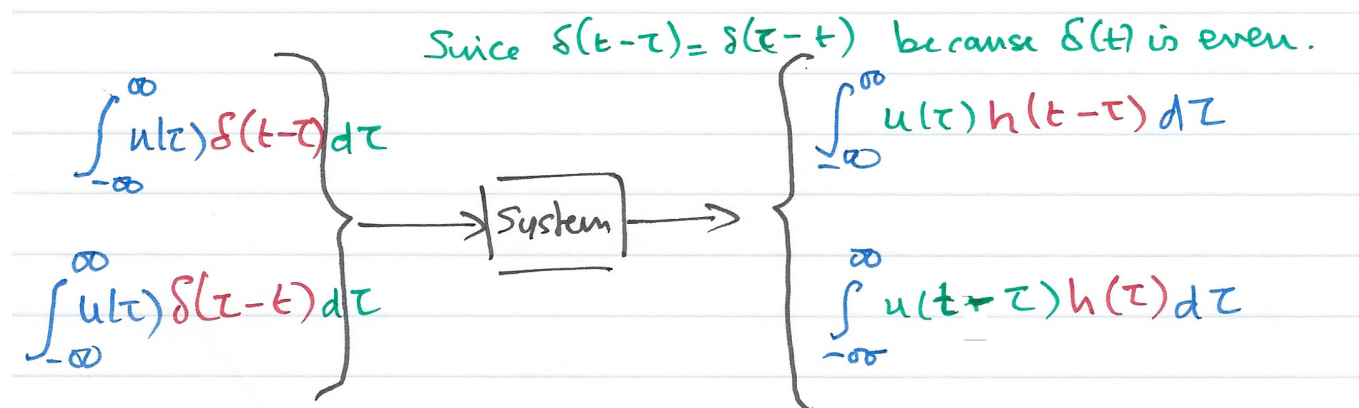 Since δ(t-τ) = δ(τ-t) because δ(t) is even.
∫_{-∞}^{∞} u(τ) δ(t-τ) dτ
∫_{-∞}^{∞} u(τ) h(t-τ) dτ
System
∫_{-∞}^{∞} u(τ) δ(τ-t) dτ
∫_{-∞}^{∞} u(t-τ) h(τ) dτ